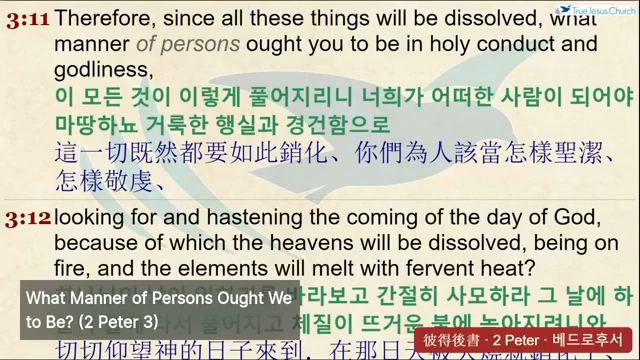 True Jesus Church
3:11 Therefore, since all these things will be dissolved, what
manner of persons ought you to be in holy conduct and
godliness,
이 모든 것이 이렇게 풀어지리니 너희가 어떠한 사람이 되어야
마땅하뇨 거룩한 행실과 경건함으로
這一切既然都要如此銷化、你們為人該當怎樣聖潔、
怎樣敬虔、
3:12 looking for and hastening the coming of the day of God,
because of which the heavens will be dissolved, being on
fire, and the elements will melt with fervent heat?
바라보고 간절히 사모하라 그 날에 하
풀어지고 체질이 뜨거운 불에 녹아지려니와
切切仰望神的日子來到．在那日天被火燒
What Manner of Persons Ought We
to Be? (2 Peter 3)
彼得後書 · 2 Peter · 베드로후서